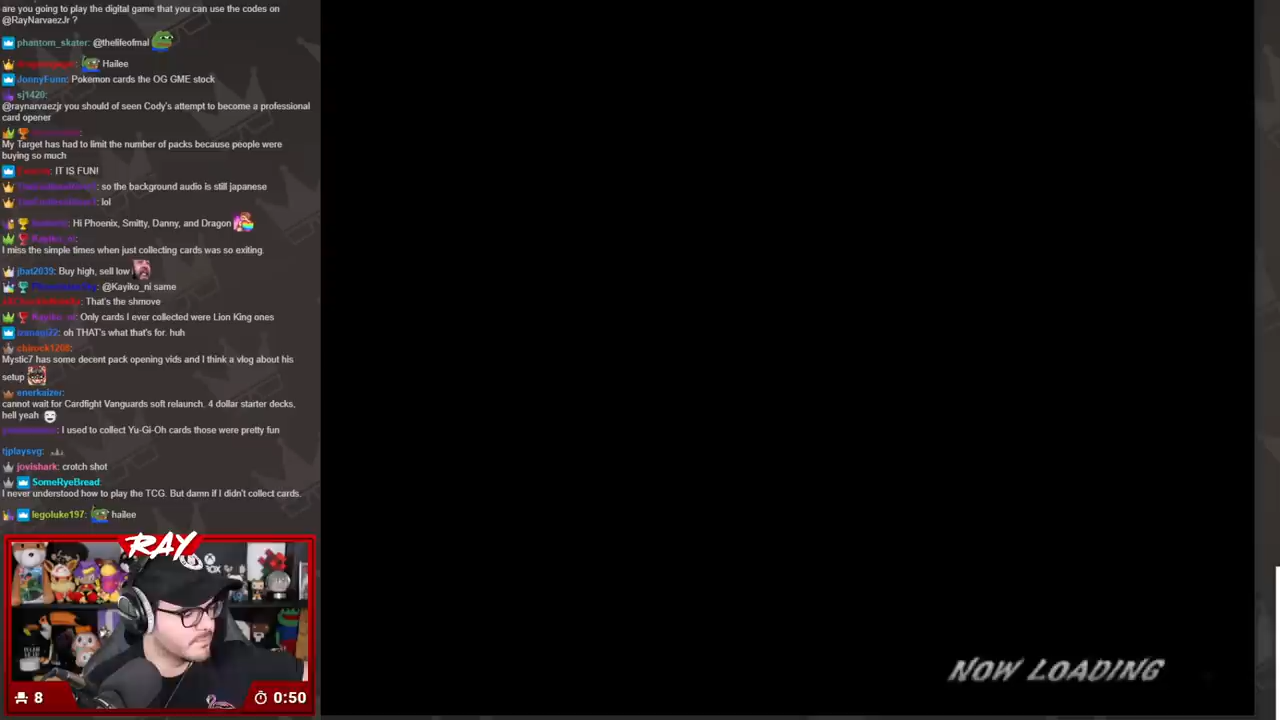 are you going to play the digital game that you can use the codes on
@RayNarvaezJr ?
phantom_skater: @thelifeofmal
Hailee
JonnyFunn: Pokemon cards the OG GME stock
sj1420:
@raynarvaezjr you should of seen Cody's attempt to become a professional
card opener
My Target has had to limit the number of packs because people were
buying so much
IT IS FUN!
so the background audio is still japanese
lol
Hi Phoenix, Smitty, Danny, and Dragon
Kayiko_ni:
I miss the simple times when just collecting cards was so exiting.
jbat2039: Buy high, sell low
@Kayiko_ni same
That's the shmove
Kayiko_ni: Only cards I ever collected were Lion King ones
oh THAT's what that's for. huh
chirock1208:
Mystic7 has some decent pack opening vids and I think a vlog about his
setup
enerkaizer:
cannot wait for Cardfight Vanguards soft relaunch. 4 dollar starter decks,
hell yeah
I used to collect Yu-Gi-Oh cards those were pretty fun
rjplaysvg:
jovishark: crotch shot
SomeRyeBread:
I never understood how to play the TCG. But damn if I didn't collect cards.
legoluke197: hailee
RAY
8
0:50
NOW LOADING